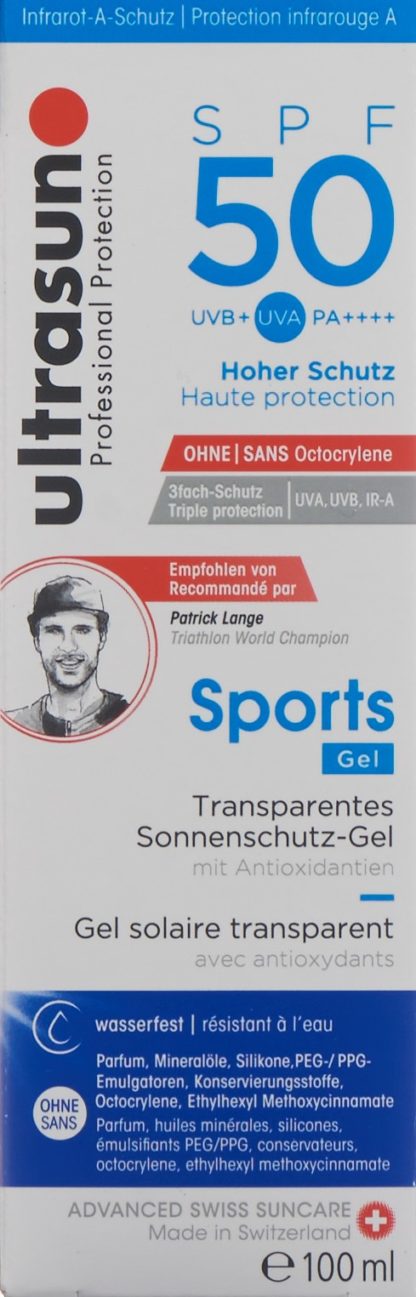 Infrarot-A-Schutz | Protection infrarouge A
ultrasun
Professional Protection
SPF
50
UVB+ UVA PA++++
Hoher Schutz
Haute protection
OHNE | SANS Octocrylene
3fach-Schutz
Triple protection | UVA, UVB, IR-A
Empfohlen von
Recommandé par
Patrick Lange
Triathlon World Champion
Sports
Gel
Transparentes
Sonnenschutz-Gel
mit Antioxidantien
Gel solaire transparent
avec antioxydants
wasserfest | résistant à l'eau
OHNE
SANS
Parfum, Mineralöle, Silikone,PEG-/ PPG-
Emulgatoren, Konservierungsstoffe,
Octocrylene, Ethylhexyl Methoxycinnamate
Parfum, huiles minérales, silicones,
émulsifiants PEG/PPG, conservateurs,
octocrylene, ethylhexyl methoxycinnamate
ADVANCED SWISS SUNCARE
Made in Switzerland
℮ 100 ml